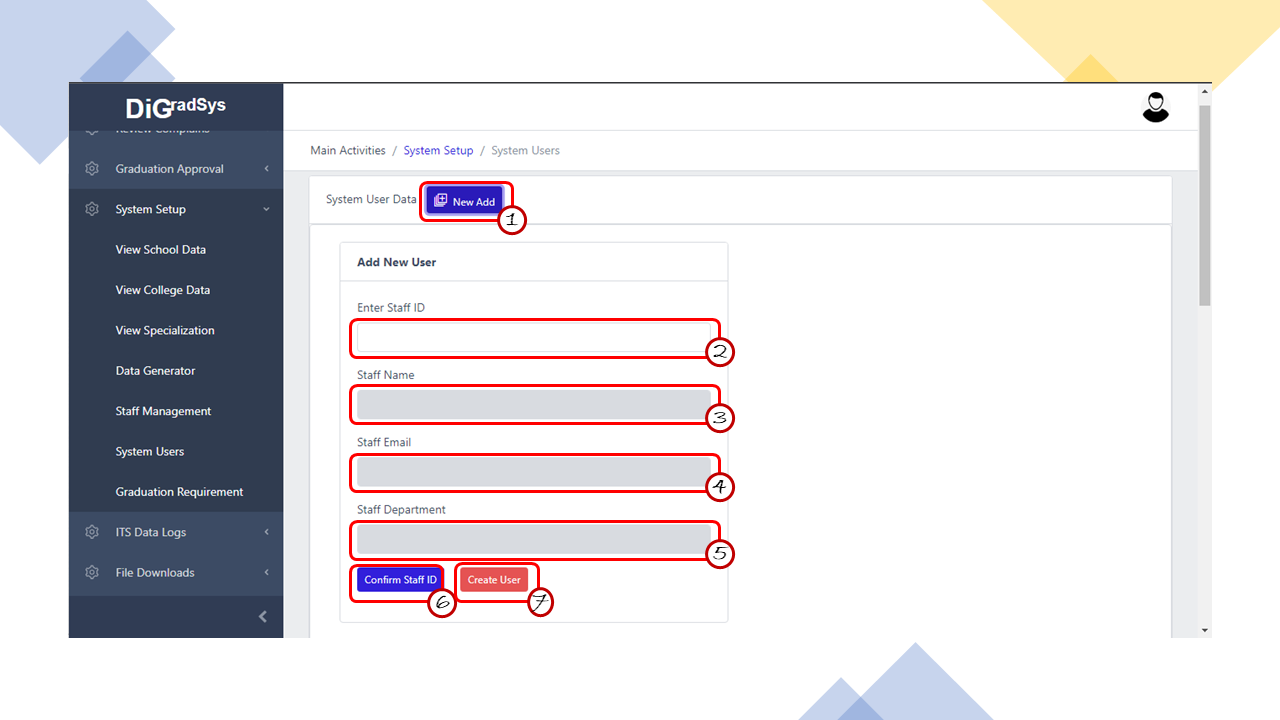 DiGradSys
Review Complains
Graduation Approval
System Setup
View School Data
View College Data
View Specialization
Data Generator
Staff Management
System Users
Graduation Requirement
ITS Data Logs
File Downloads
Main Activities / System Setup / System Users
System User Data New Add
1
Add New User
Enter Staff ID
2
Staff Name
3
Staff Email
4
Staff Department
5
Confirm Staff ID Create User
6 7